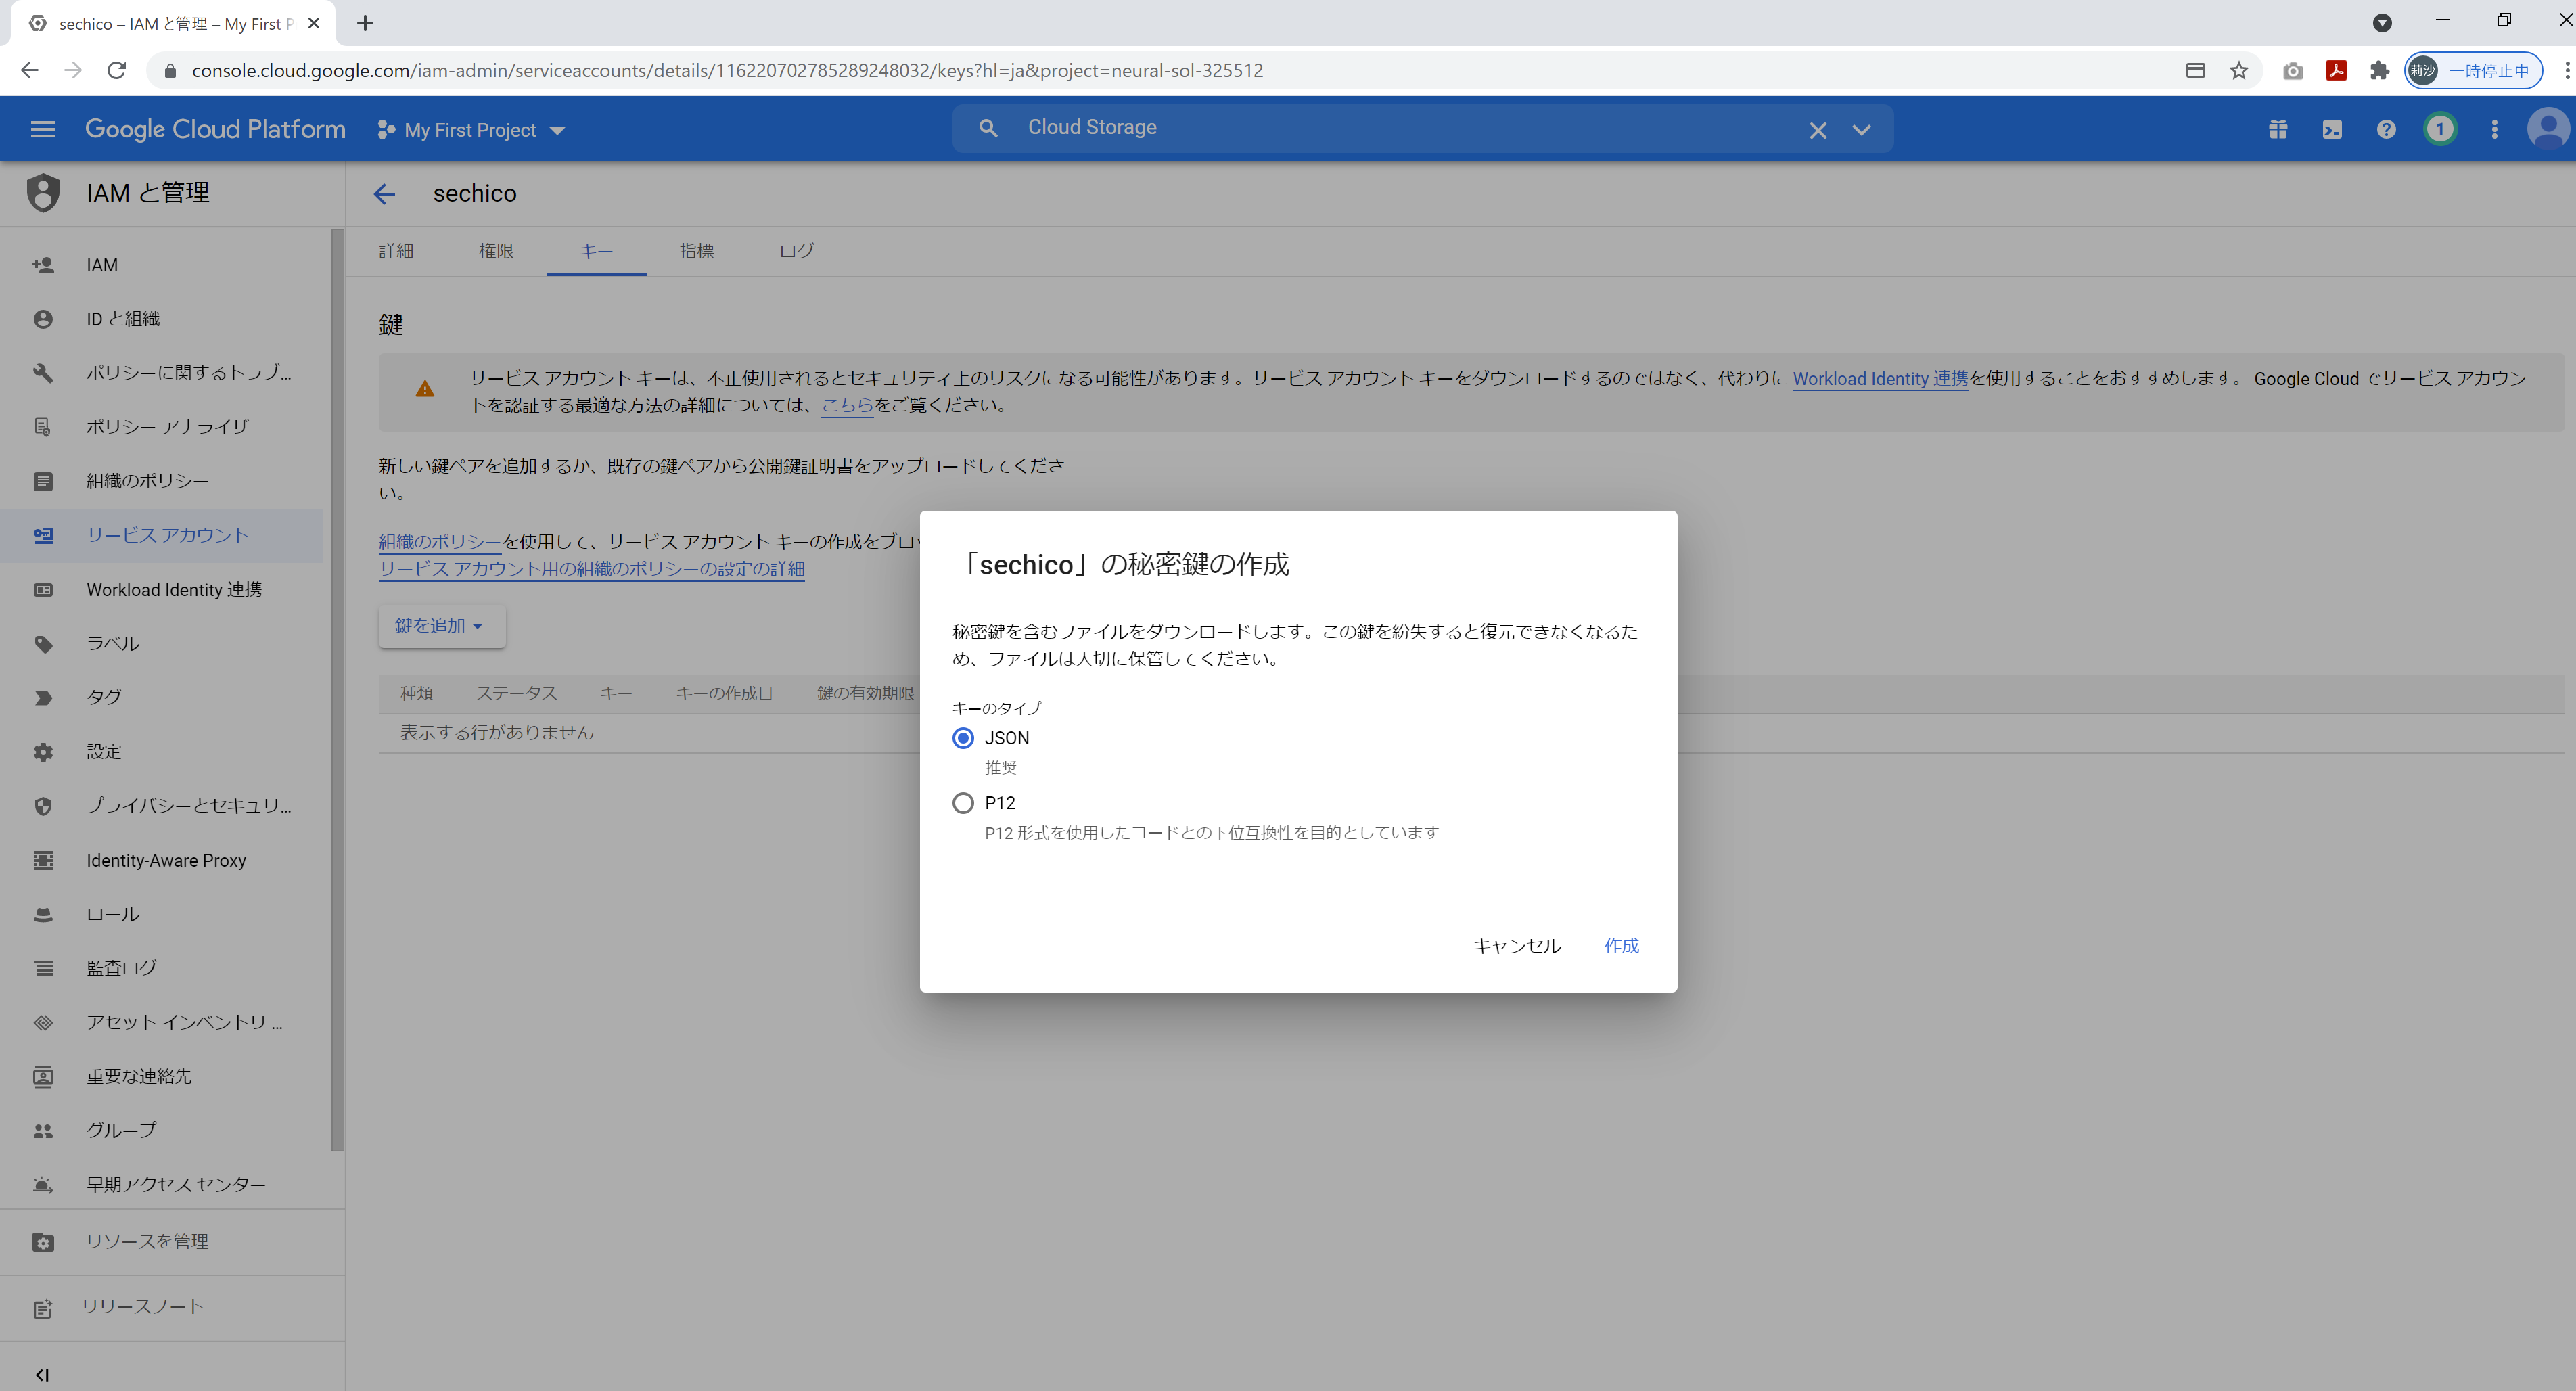 sechico – IAM と管理 – My First P
console.cloud.google.com/iam-admin/serviceaccounts/details/116220702785289248032/keys?hl=ja&project=neural-sol-325512
莉沙 一時停止中
Google Cloud Platform
My First Project
Cloud Storage
1
IAM と管理
IAM
ID と組織
ポリシーに関するトラブ...
ポリシー アナライザ
組織のポリシー
サービス アカウント
Workload Identity 連携
ラベル
タグ
設定
プライバシーとセキュリ...
Identity-Aware Proxy
ロール
監査ログ
アセット インベントリ ...
重要な連絡先
グループ
早期アクセス センター
リソースを管理
リリースノート
sechico
詳細 権限 キー 指標 ログ
鍵
サービス アカウント キーは、不正使用されるとセキュリティ上のリスクになる可能性があります。サービス アカウント キーをダウンロードするのではなく、代わりに Workload Identity 連携を使用することをおすすめします。 Google Cloud でサービス アカウン
トを認証する最適な方法の詳細については、こちらをご覧ください。
新しい鍵ペアを追加するか、既存の鍵ペアから公開鍵証明書をアップロードしてくださ
い。
組織のポリシーを使用して、サービス アカウント キーの作成をブロッ
サービス アカウント用の組織のポリシーの設定の詳細
鍵を追加
種類 ステータス キー キーの作成日 鍵の有効期限
表示する行がありません
「sechico」の秘密鍵の作成
秘密鍵を含むファイルをダウンロードします。この鍵を紛失すると復元できなくなるた
め、ファイルは大切に保管してください。
キーのタイプ
JSON
推奨
P12
P12 形式を使用したコードとの下位互換性を目的としています
キャンセル 作成